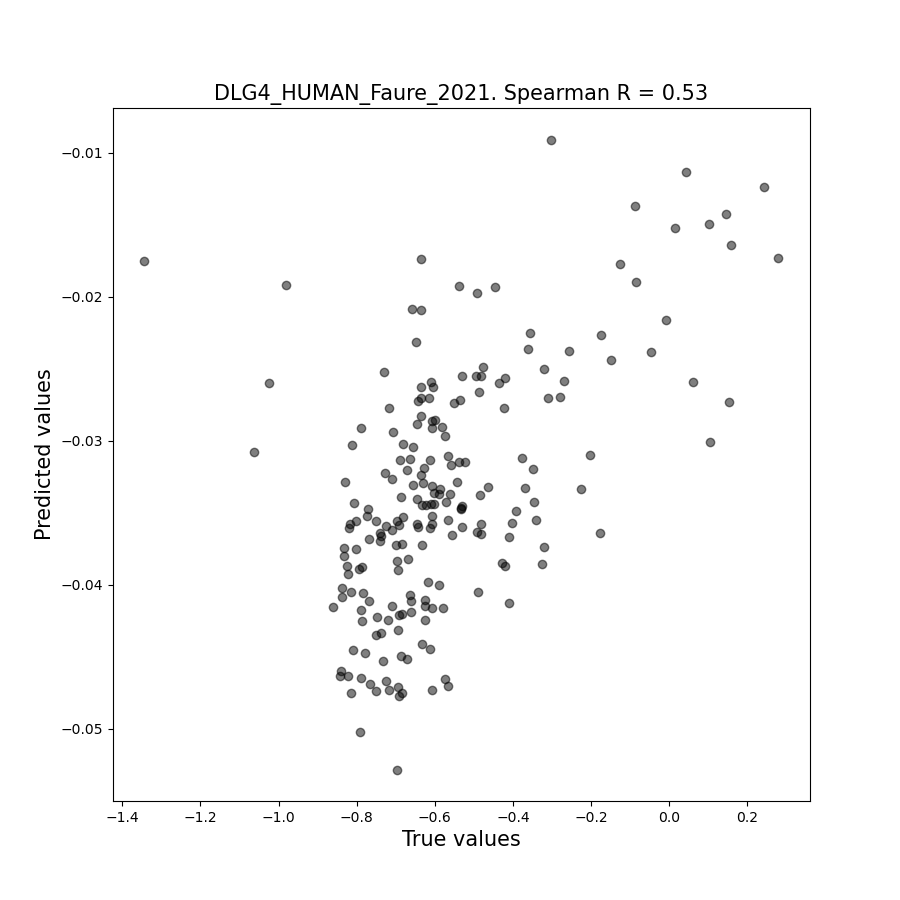 DLG4_HUMAN_Faure_2021. Spearman R = 0.53
Predicted values
−0.01
−0.02
−0.03
−0.04
−0.05
−1.4 −1.2 −1.0 −0.8 −0.6 −0.4 −0.2 0.0 0.2
True values